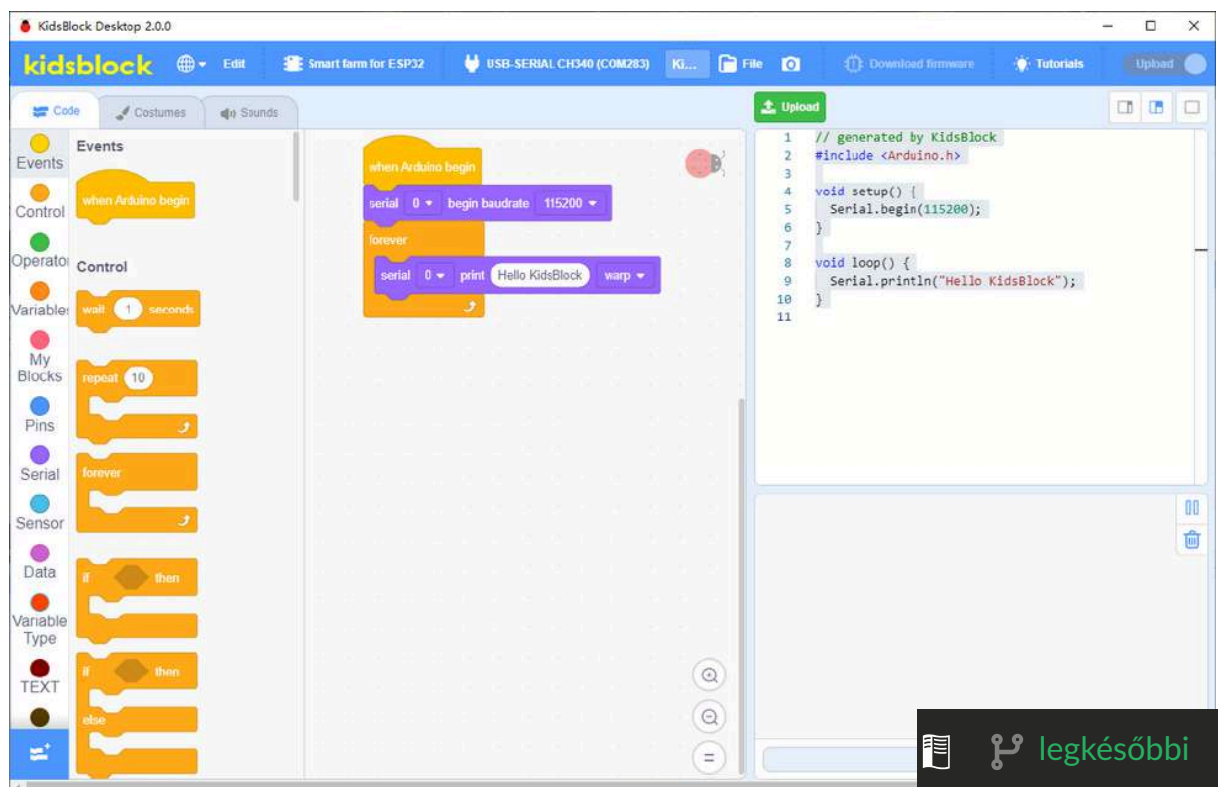 KidsBlock Desktop 2.0.0
kidsblock Edit Smart farm for ESP32 USB-SERIAL CH340 (COM283) Ki... File Download firmware Tutorials Upload
Code Costumes Sounds
Upload
Events
Control
Operator
Variables
My
Blocks
Pins
Serial
Sensor
Data
Variable
Type
TEXT
Events
when Arduino begin
Control
wait 1 seconds
repeat 10
forever
if then
if then
else
when Arduino begin
serial 0 begin baudrate 115200
forever
serial 0 print Hello KidsBlock warp
1 // generated by KidsBlock
2 #include <Arduino.h>
3
4 void setup() {
5 Serial.begin(115200);
6 }
7
8 void loop() {
9 Serial.println("Hello KidsBlock");
10 }
11
legkésőbbi